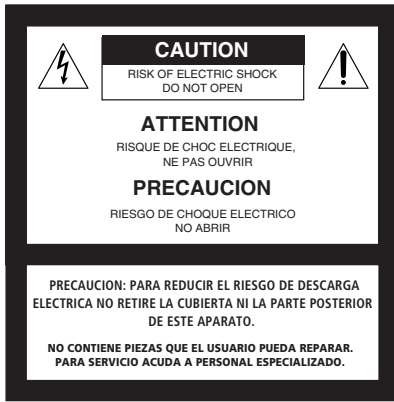 CAUTION
RISK OF ELECTRIC SHOCK
DO NOT OPEN
ATTENTION
RISQUE DE CHOC ELECTRIQUE,
NE PAS OUVRIR
PRECAUCION
RIESGO DE CHOQUE ELECTRICO
NO ABRIR
PRECAUCION: PARA REDUCIR EL RIESGO DE DESCARGA
ELECTRICA NO RETIRE LA CUBIERTA NI LA PARTE POSTERIOR
DE ESTE APARATO.
NO CONTIENE PIEZAS QUE EL USUARIO PUEDA REPARAR.
PARA SERVICIO ACUDA A PERSONAL ESPECIALIZADO.